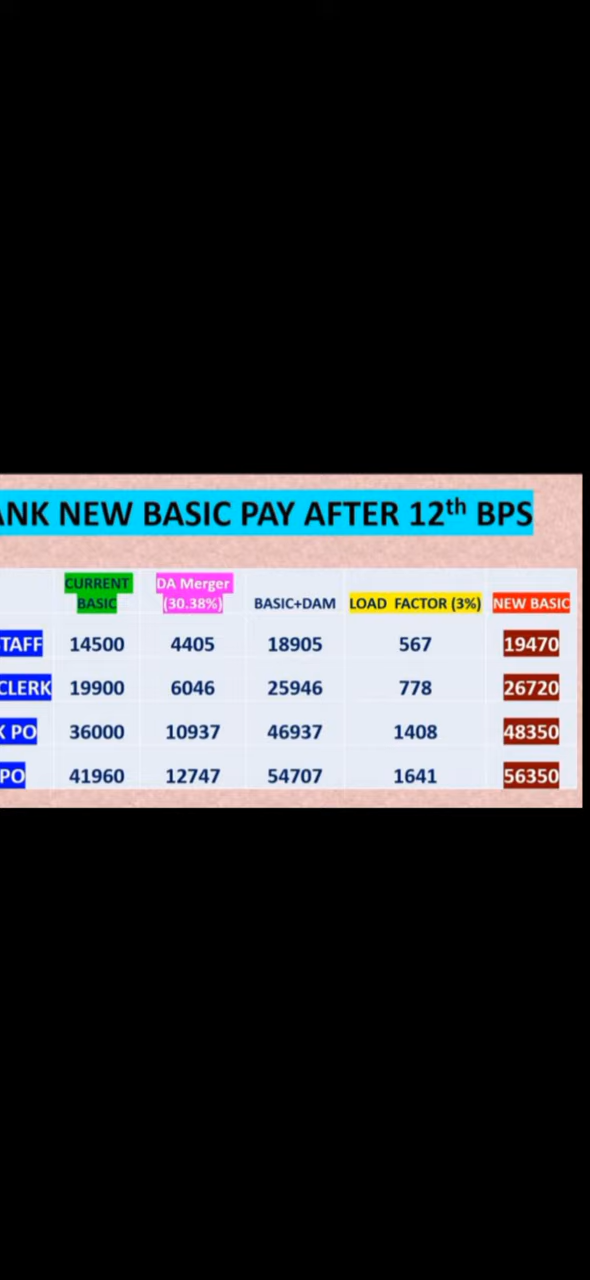 ANK NEW BASIC PAY AFTER 12th BPS
CURRENT BASIC DA Merger (30.38%) BASIC+DAM LOAD FACTOR (3%) NEW BASIC
TAFF 14500 4405 18905 567 19470
CLERK 19900 6046 25946 778 26720
K PO 36000 10937 46937 1408 48350
PO 41960 12747 54707 1641 56350